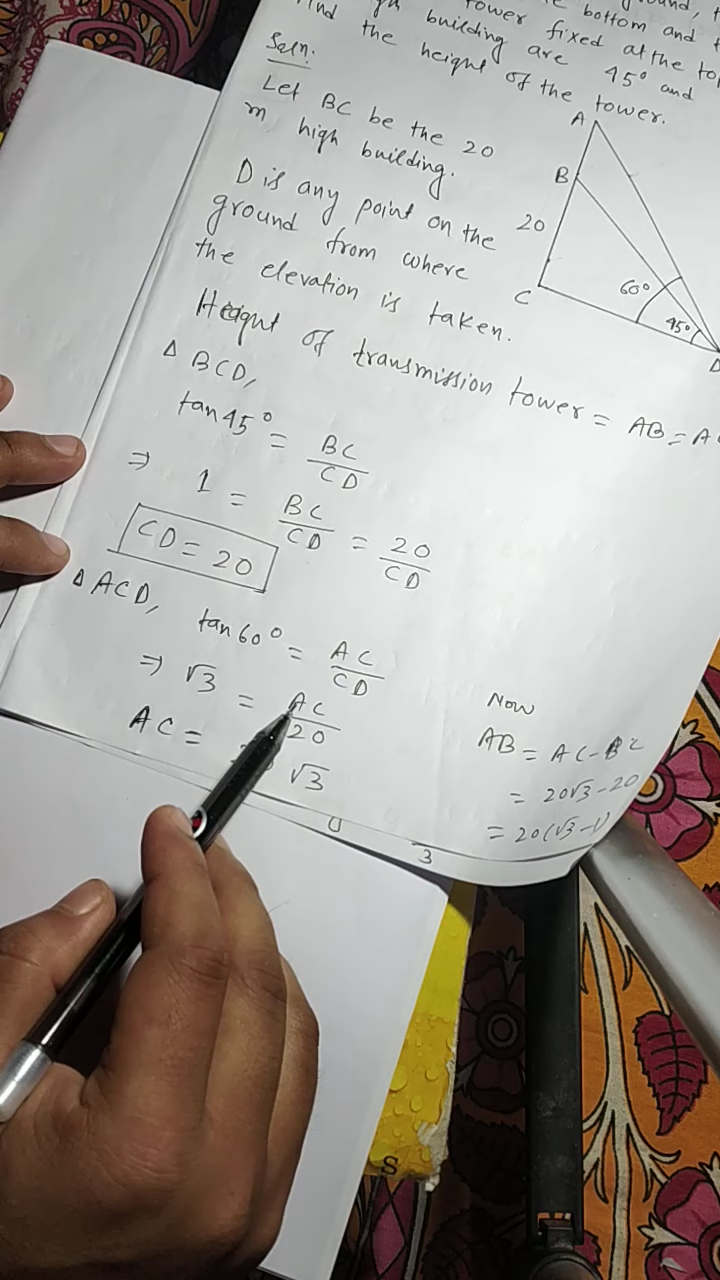 ground,
tower fixed at the top
bottom and
building are 45° and
find the height of the tower.
Soln.
Let BC be the 20
m high building.
D is any point on the
ground from where
the elevation is taken.
A
B
20
C
60°
45°
D
Height of transmission tower = AB = A
Δ BCD,
tan 45° = BC/CD
⇒ 1 = BC/CD = 20/CD
CD = 20
Δ ACD, tan 60° = AC/CD
⇒ √3 = AC/20
AC = √3
Now
AB = AC - BC
= 20√3 - 20
= 20(√3 - 1)
3
S